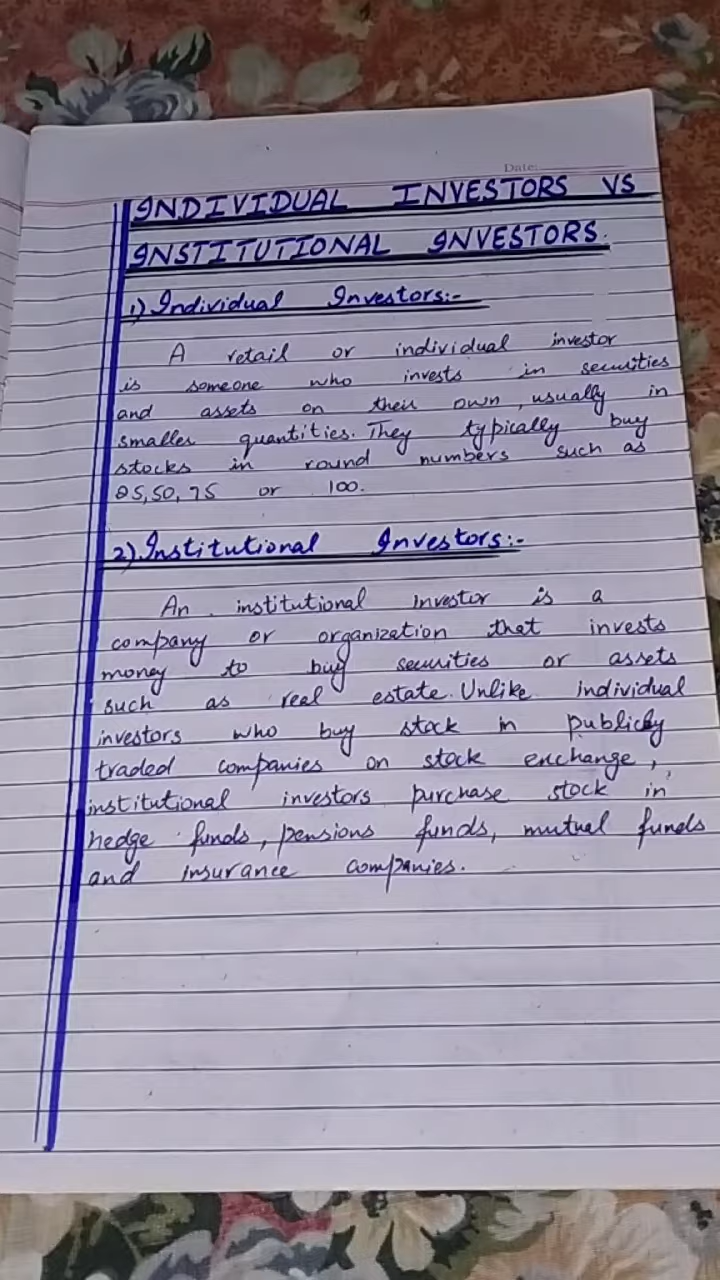 Date:
INDIVIDUAL INVESTORS VS
INSTITUTIONAL INVESTORS.
1) Individual Investors:-
A retail or individual investor
is someone who invests in securities
and assets on their own, usually in
smaller quantities. They typically buy
stocks in round numbers such as
25, 50, 75 or 100.
2) Institutional Investors:-
An institutional investor is a
company or organization that invests
money to buy securities or assets
such as real estate. Unlike individual
investors who buy stock in publicly
traded companies on stock exchange,
institutional investors purchase stock in
hedge funds, pensions funds, mutual funds
and insurance companies.